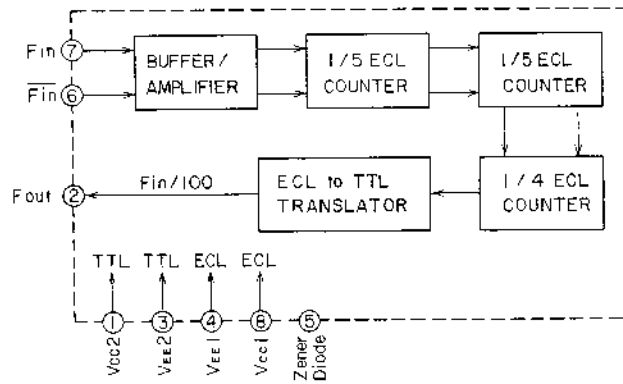 Fin 7
BUFFER/
AMPLIFIER
1/5 ECL
COUNTER
1/5 ECL
COUNTER
Fin 6
Fout 2
Fin/100
ECL to TTL
TRANSLATOR
1/4 ECL
COUNTER
TTL TTL ECL ECL
1 3 4 8 5
Vcc2
VEE2
VEE1
Vcc1
Zener
Diode